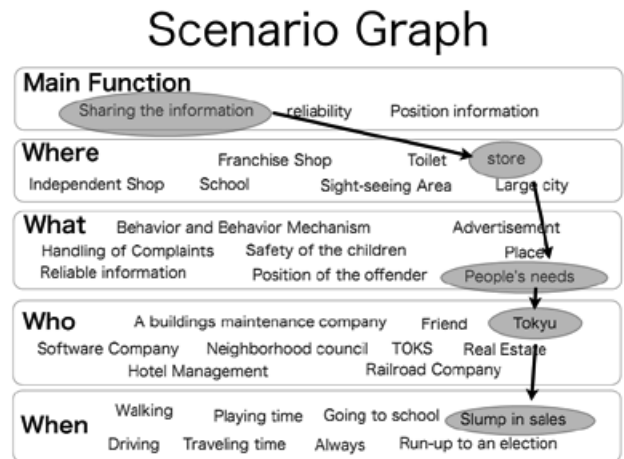 Scenario Graph
Main Function
Sharing the information reliability Position information
Where
Franchise Shop Toilet store
Independent Shop School Sight-seeing Area Large city
What Behavior and Behavior Mechanism Advertisement
Handling of Complaints Safety of the children Place
Reliable information Position of the offender People's needs
Who A buildings maintenance company Friend Tokyu
Software Company Neighborhood council TOKS Real Estate
Hotel Management Railroad Company
When Walking Playing time Going to school Slump in sales
Driving Traveling time Always Run-up to an election